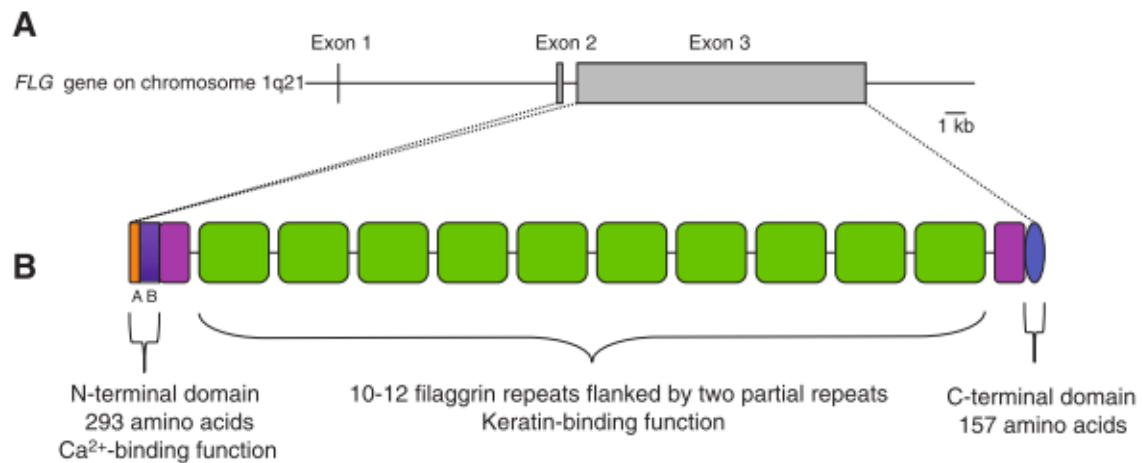 A
Exon 1
Exon 2
Exon 3
FLG gene on chromosome 1q21
1 kb
B
A B
N-terminal domain
293 amino acids
Ca²⁺-binding function
10-12 filaggrin repeats flanked by two partial repeats
Keratin-binding function
C-terminal domain
157 amino acids